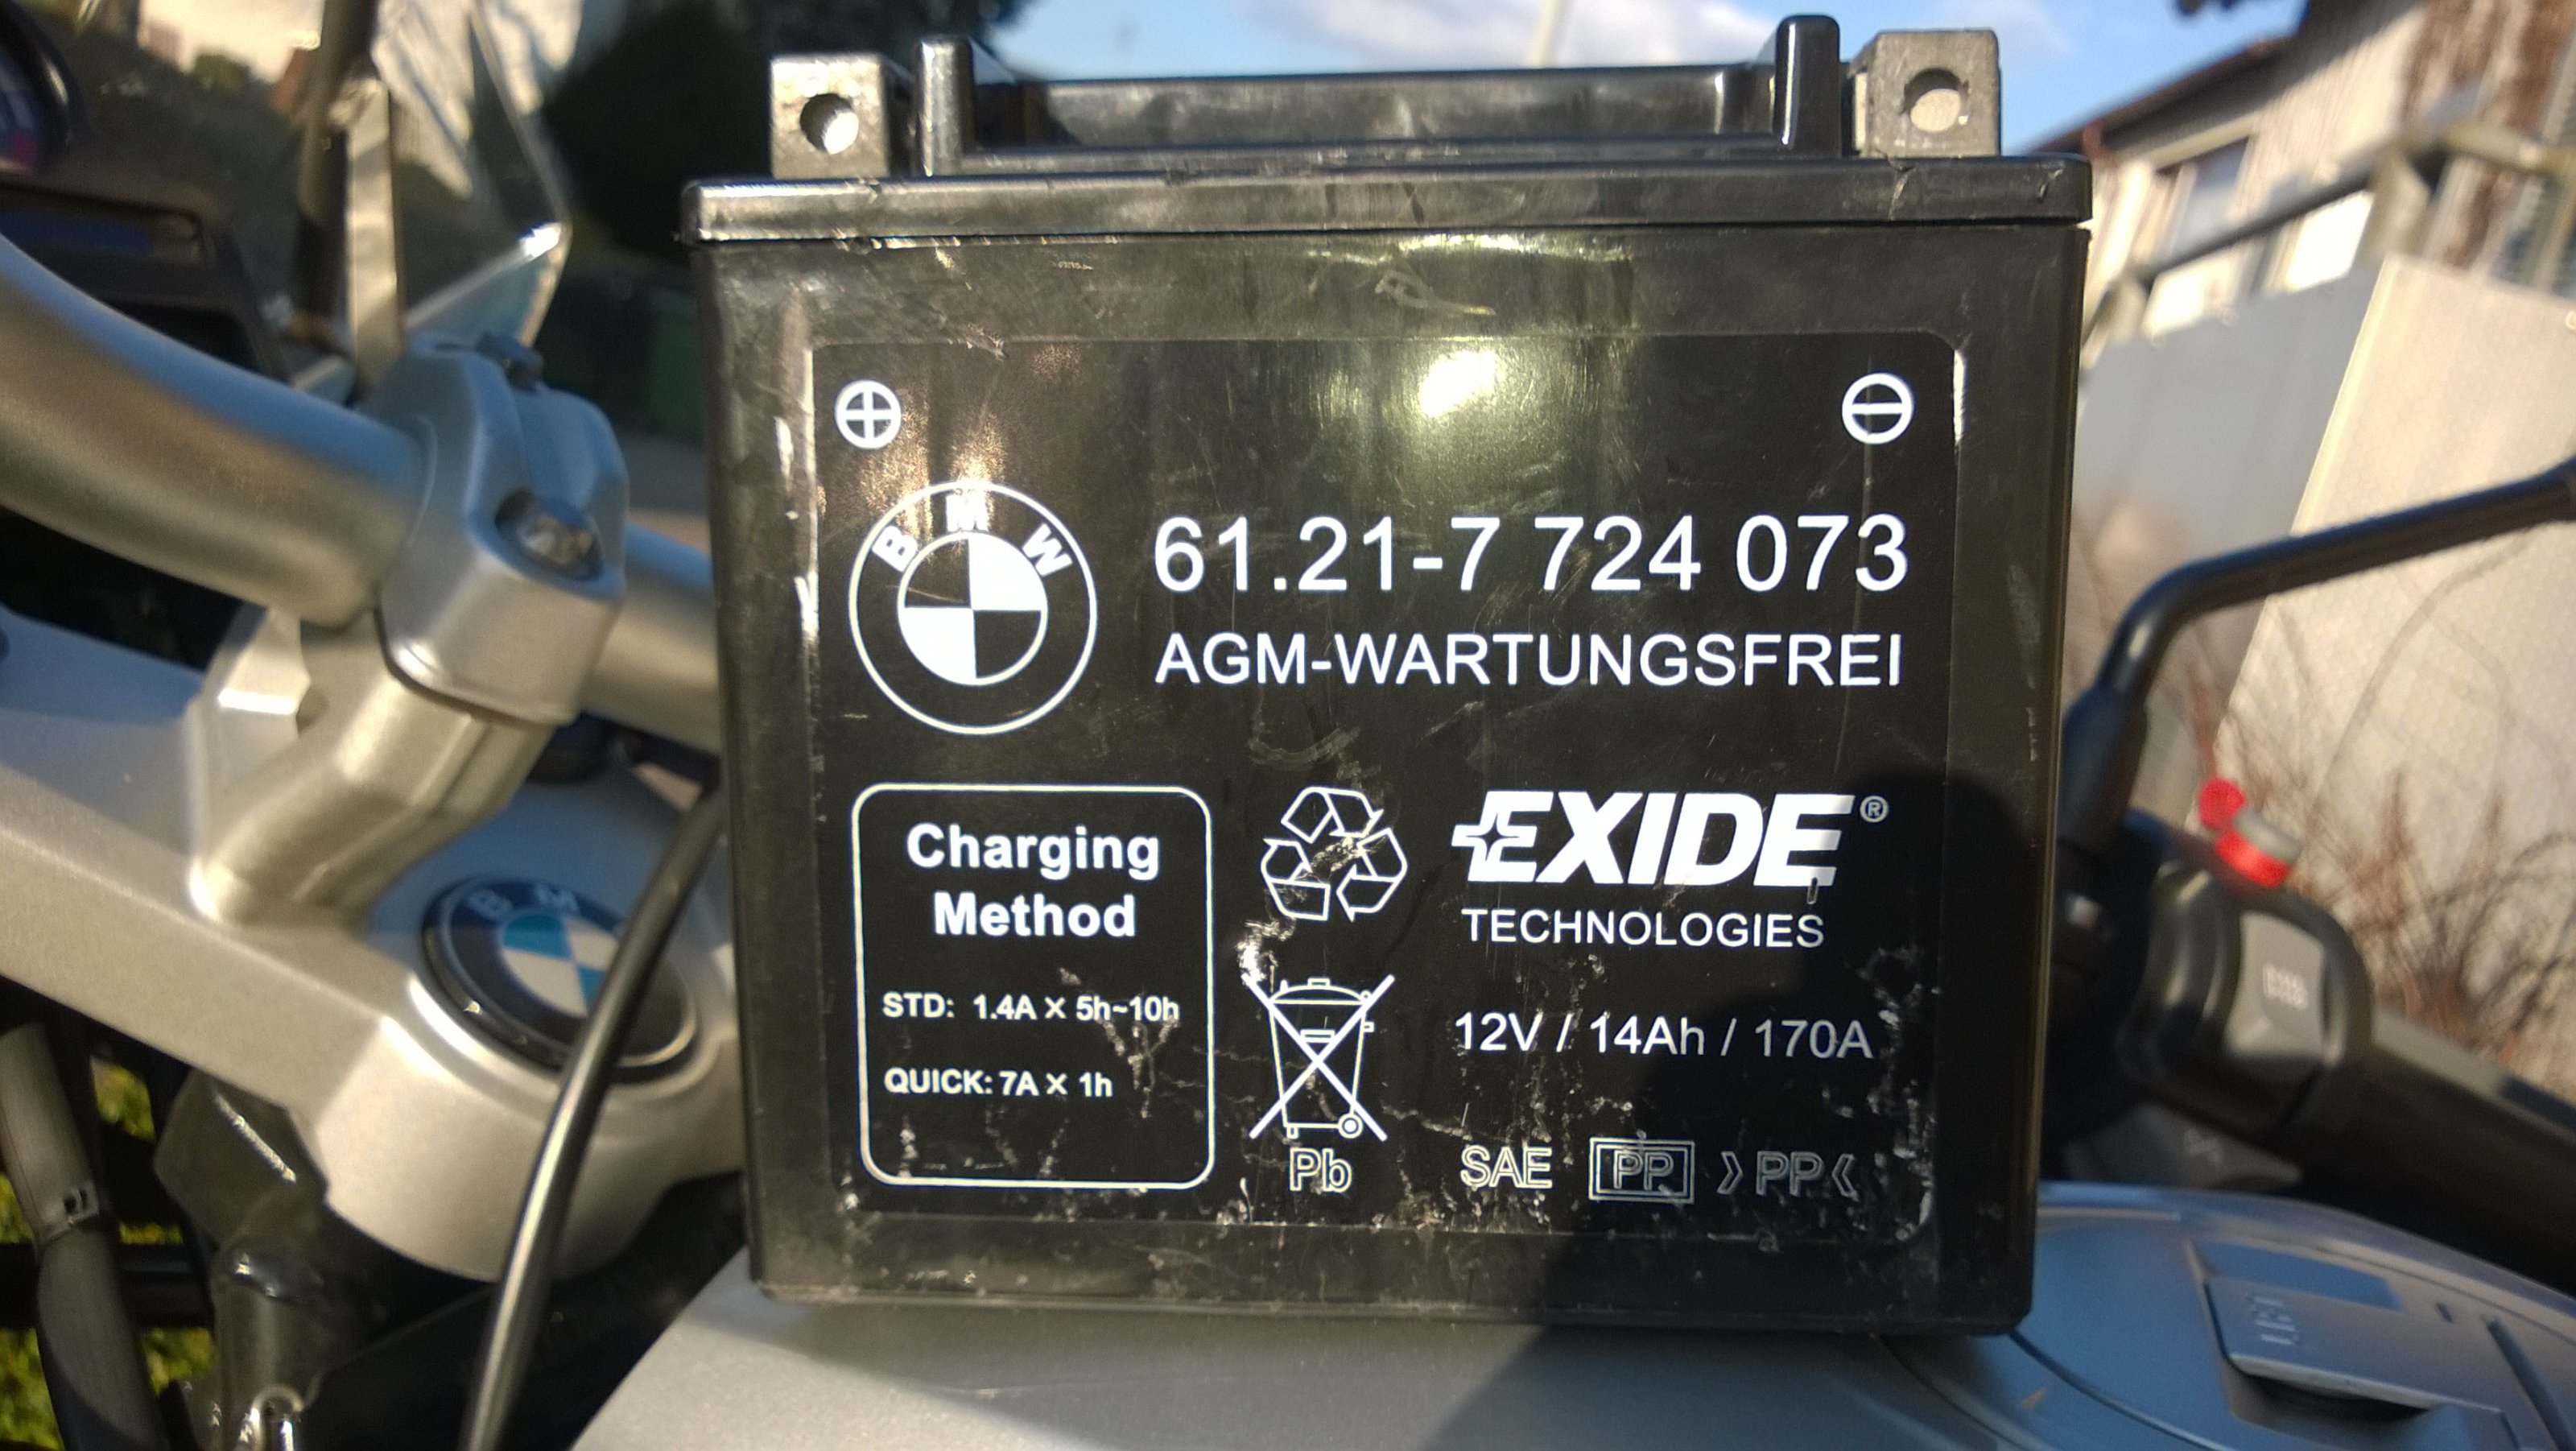 ⊕ ⊖
BMW
61.21-7 724 073
AGM-WARTUNGSFREI
Charging
Method
STD: 1.4A X 5h~10h
QUICK: 7A X 1h
EXIDE®
TECHNOLOGIES
12V / 14Ah / 170A
Pb
SAE PP >PP<
B M